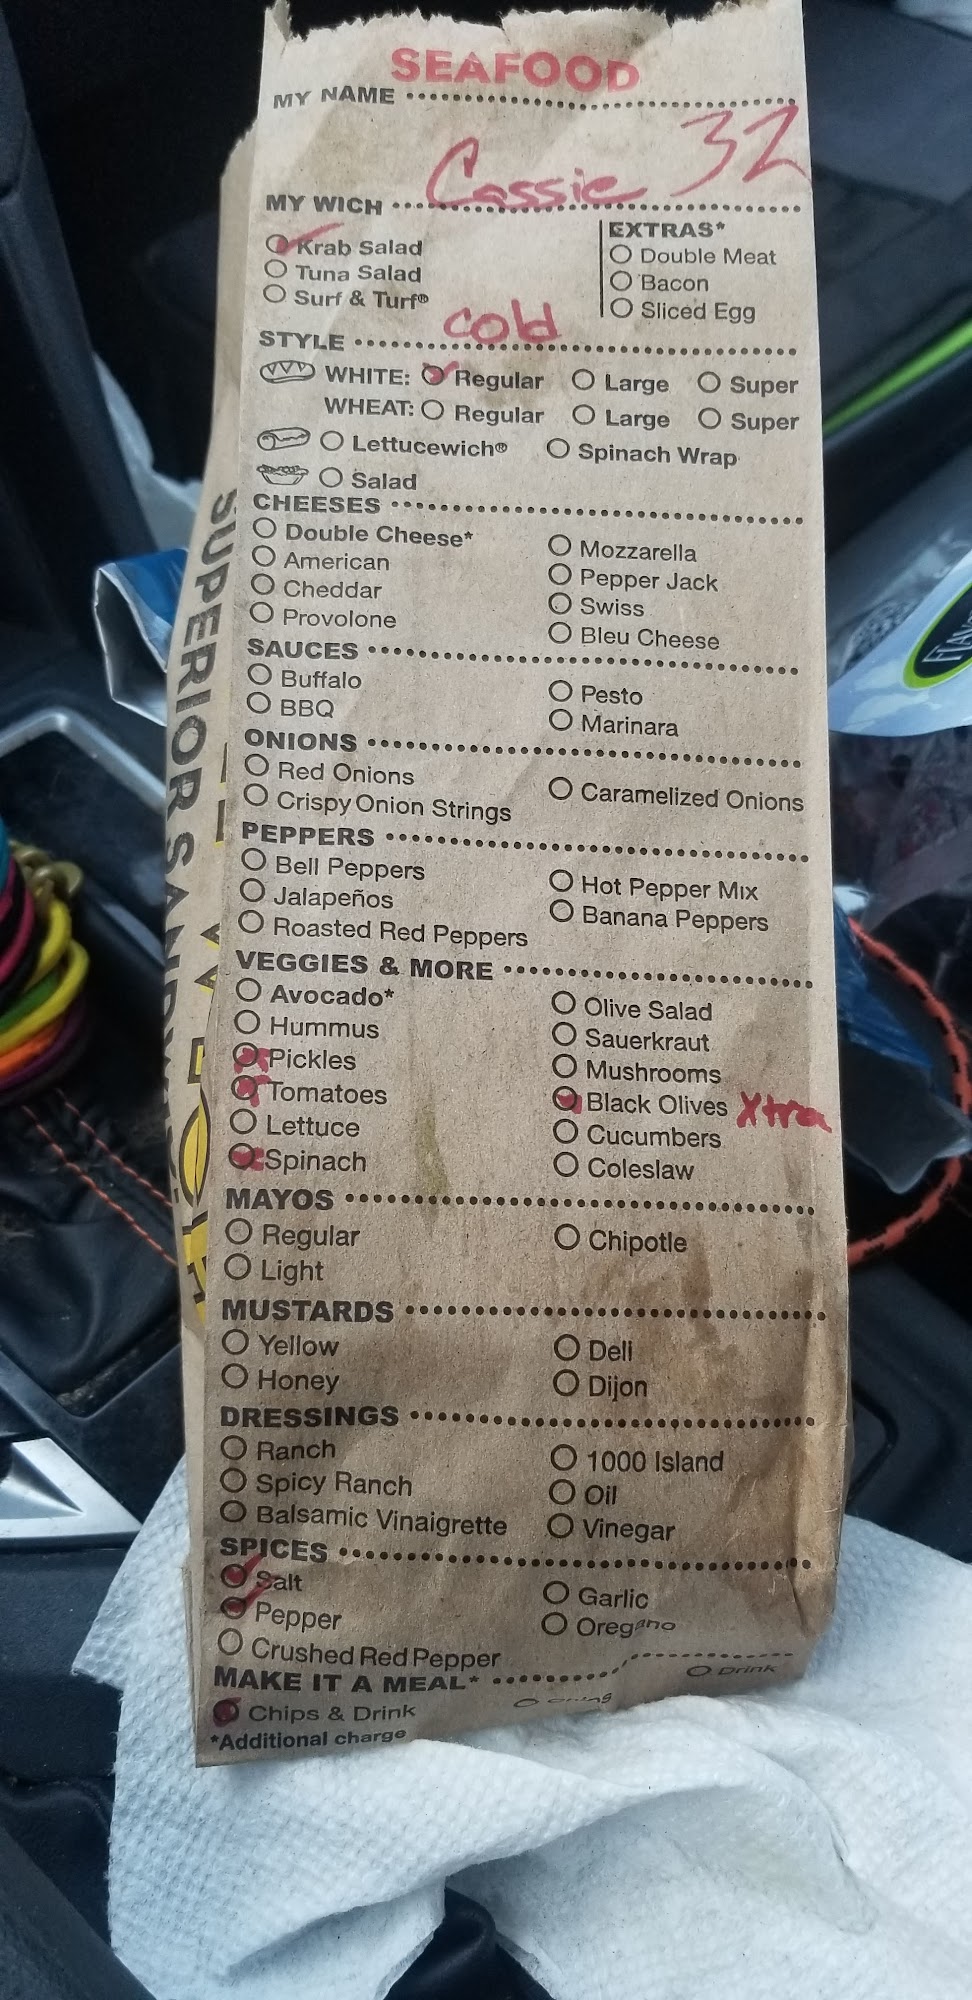 SEAFOOD
MY NAME
Cassie 32
MY WICH
Krab Salad
Tuna Salad
Surf & Turf®
EXTRAS*
Double Meat
Bacon
Sliced Egg
cold
STYLE
WHITE: Regular Large Super
WHEAT: Regular Large Super
Lettucewich® Spinach Wrap
Salad
CHEESES
Double Cheese*
American
Cheddar
Provolone
Mozzarella
Pepper Jack
Swiss
Bleu Cheese
SAUCES
Buffalo
BBQ
Pesto
Marinara
ONIONS
Red Onions
Crispy Onion Strings
Caramelized Onions
PEPPERS
Bell Peppers
Jalapeños
Roasted Red Peppers
Hot Pepper Mix
Banana Peppers
VEGGIES & MORE
Avocado*
Hummus
Pickles
Tomatoes
Lettuce
Spinach
Olive Salad
Sauerkraut
Mushrooms
Black Olives Xtra
Cucumbers
Coleslaw
MAYOS
Regular
Light
Chipotle
MUSTARDS
Yellow
Honey
Deli
Dijon
DRESSINGS
Ranch
Spicy Ranch
Balsamic Vinaigrette
1000 Island
Oil
Vinegar
SPICES
Salt
Pepper
Crushed Red Pepper
Garlic
Oregano
MAKE IT A MEAL*
Chips & Drink
Drink
*Additional charge
SUPERIOR